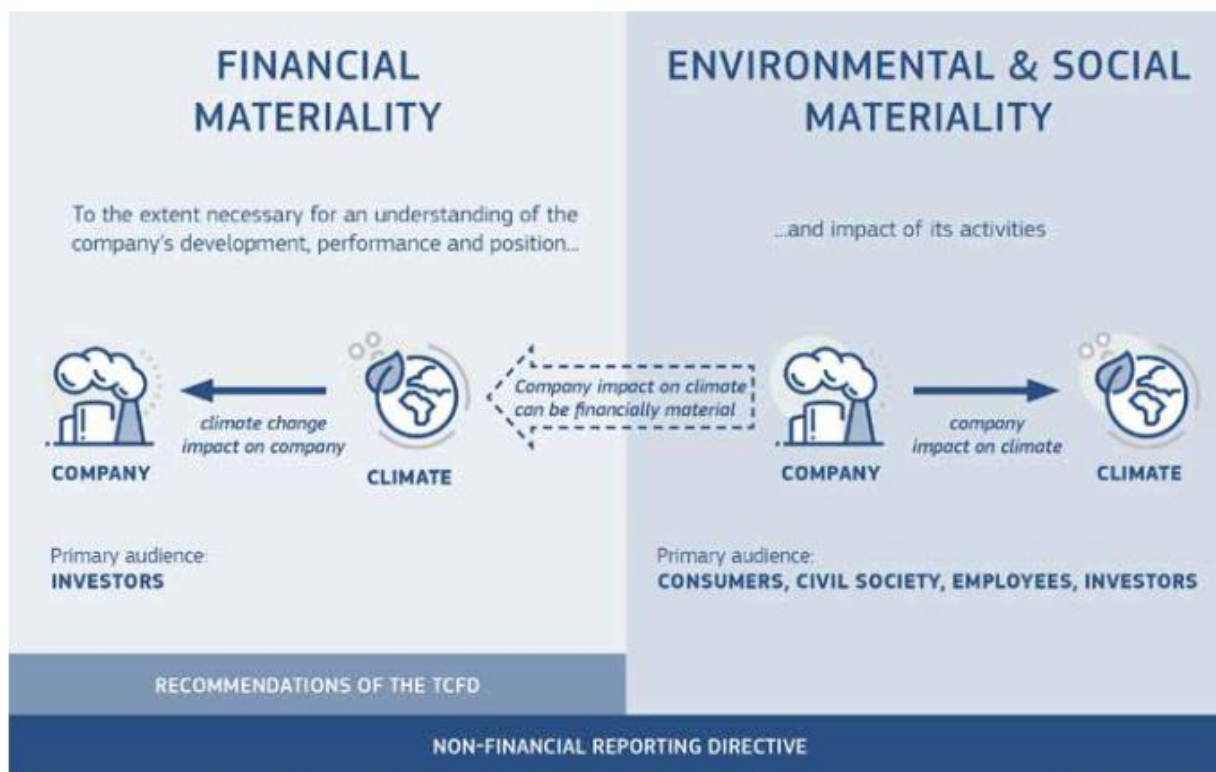 FINANCIAL
MATERIALITY
To the extent necessary for an understanding of the
company's development, performance and position...
climate change
impact on company
COMPANY
CLIMATE
Primary audience:
INVESTORS
RECOMMENDATIONS OF THE TCFD
Company impact on climate
can be financially material
ENVIRONMENTAL & SOCIAL
MATERIALITY
...and impact of its activities
company
impact on climate
COMPANY
CLIMATE
Primary audience:
CONSUMERS, CIVIL SOCIETY, EMPLOYEES, INVESTORS
NON-FINANCIAL REPORTING DIRECTIVE